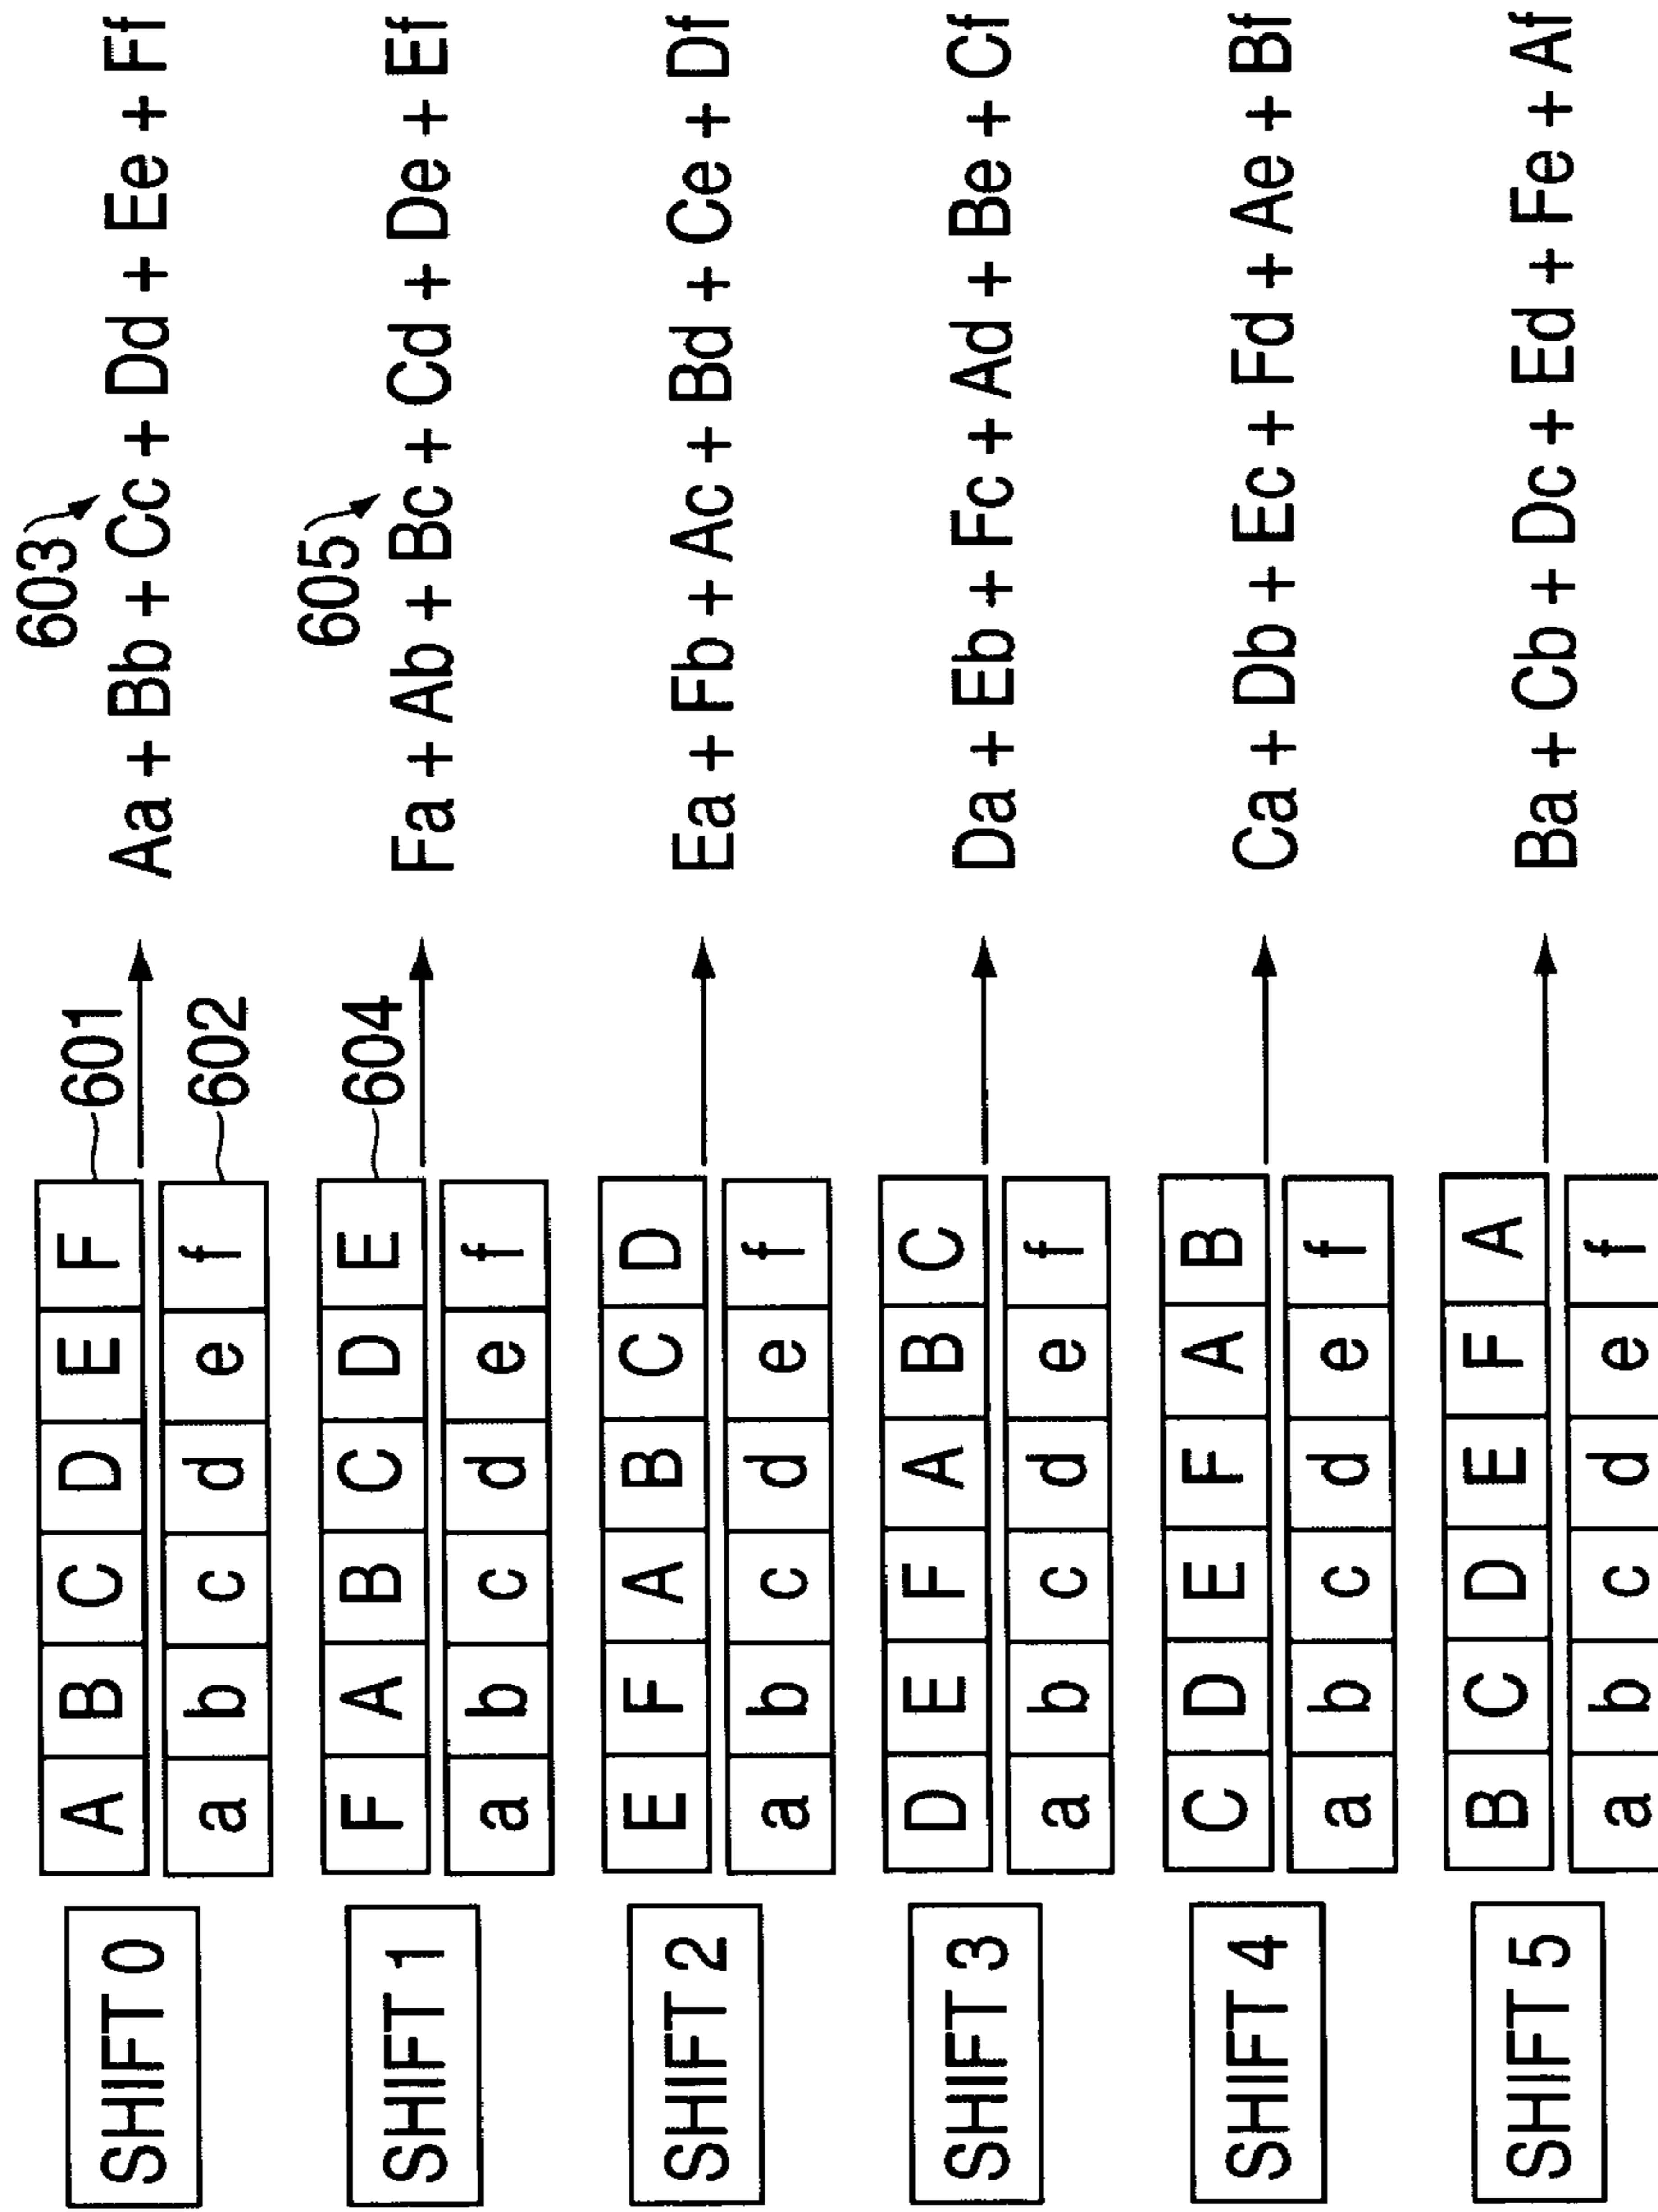 603
SHIFT 0 A B C D E F 601 Aa + Bb + Cc + Dd + Ee + Ff
a b c d e f 602
605
SHIFT 1 F A B C D E 604 Fa + Ab + Bc + Cd + De + Ef
a b c d e f
SHIFT 2 E F A B C D Ea + Fb + Ac + Bd + Ce + Df
a b c d e f
SHIFT 3 D E F A B C Da + Eb + Fc + Ad + Be + Cf
a b c d e f
SHIFT 4 C D E F A B Ca + Db + Ec + Fd + Ae + Bf
a b c d e f
SHIFT 5 B C D E F A Ba + Cb + Dc + Ed + Fe + Af
a b c d e f